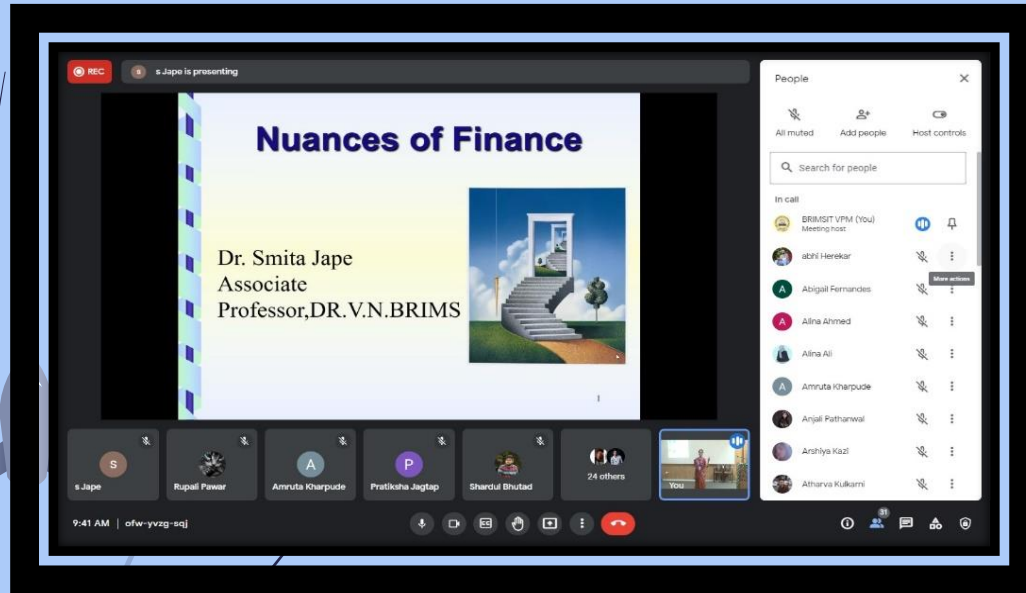 REC
s s Jape is presenting
Nuances of Finance
Dr. Smita Jape
Associate
Professor,DR.V.N.BRIMS
1
S
s Jape
Rupali Pawar
A
Amruta Kharpude
P
Pratiksha Jagtap
Shardul Bhutad
24 others
You
9:41 AM | ofw-yvzg-sqj
CC
People
All muted
Add people
Host controls
Search for people
In call
BRIMSIT VPM (You)
Meeting host
abhi Herekar
More actions
A Abigail Fernandes
A Alina Ahmed
Alina Ali
A Amruta Kharpude
Anjali Pathanwal
Arshiya Kazi
Atharva Kulkarni
31